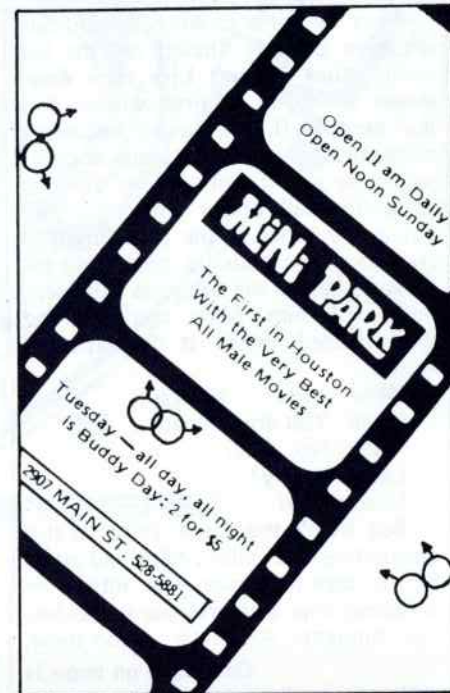 Open 11 am Daily
Open Noon Sunday
MiNi PARK
The First in Houston
With the Very Best
All Male Movies
Tuesday — all day, all night
is Buddy Day: 2 for $5
2907 MAIN ST. 528-5881